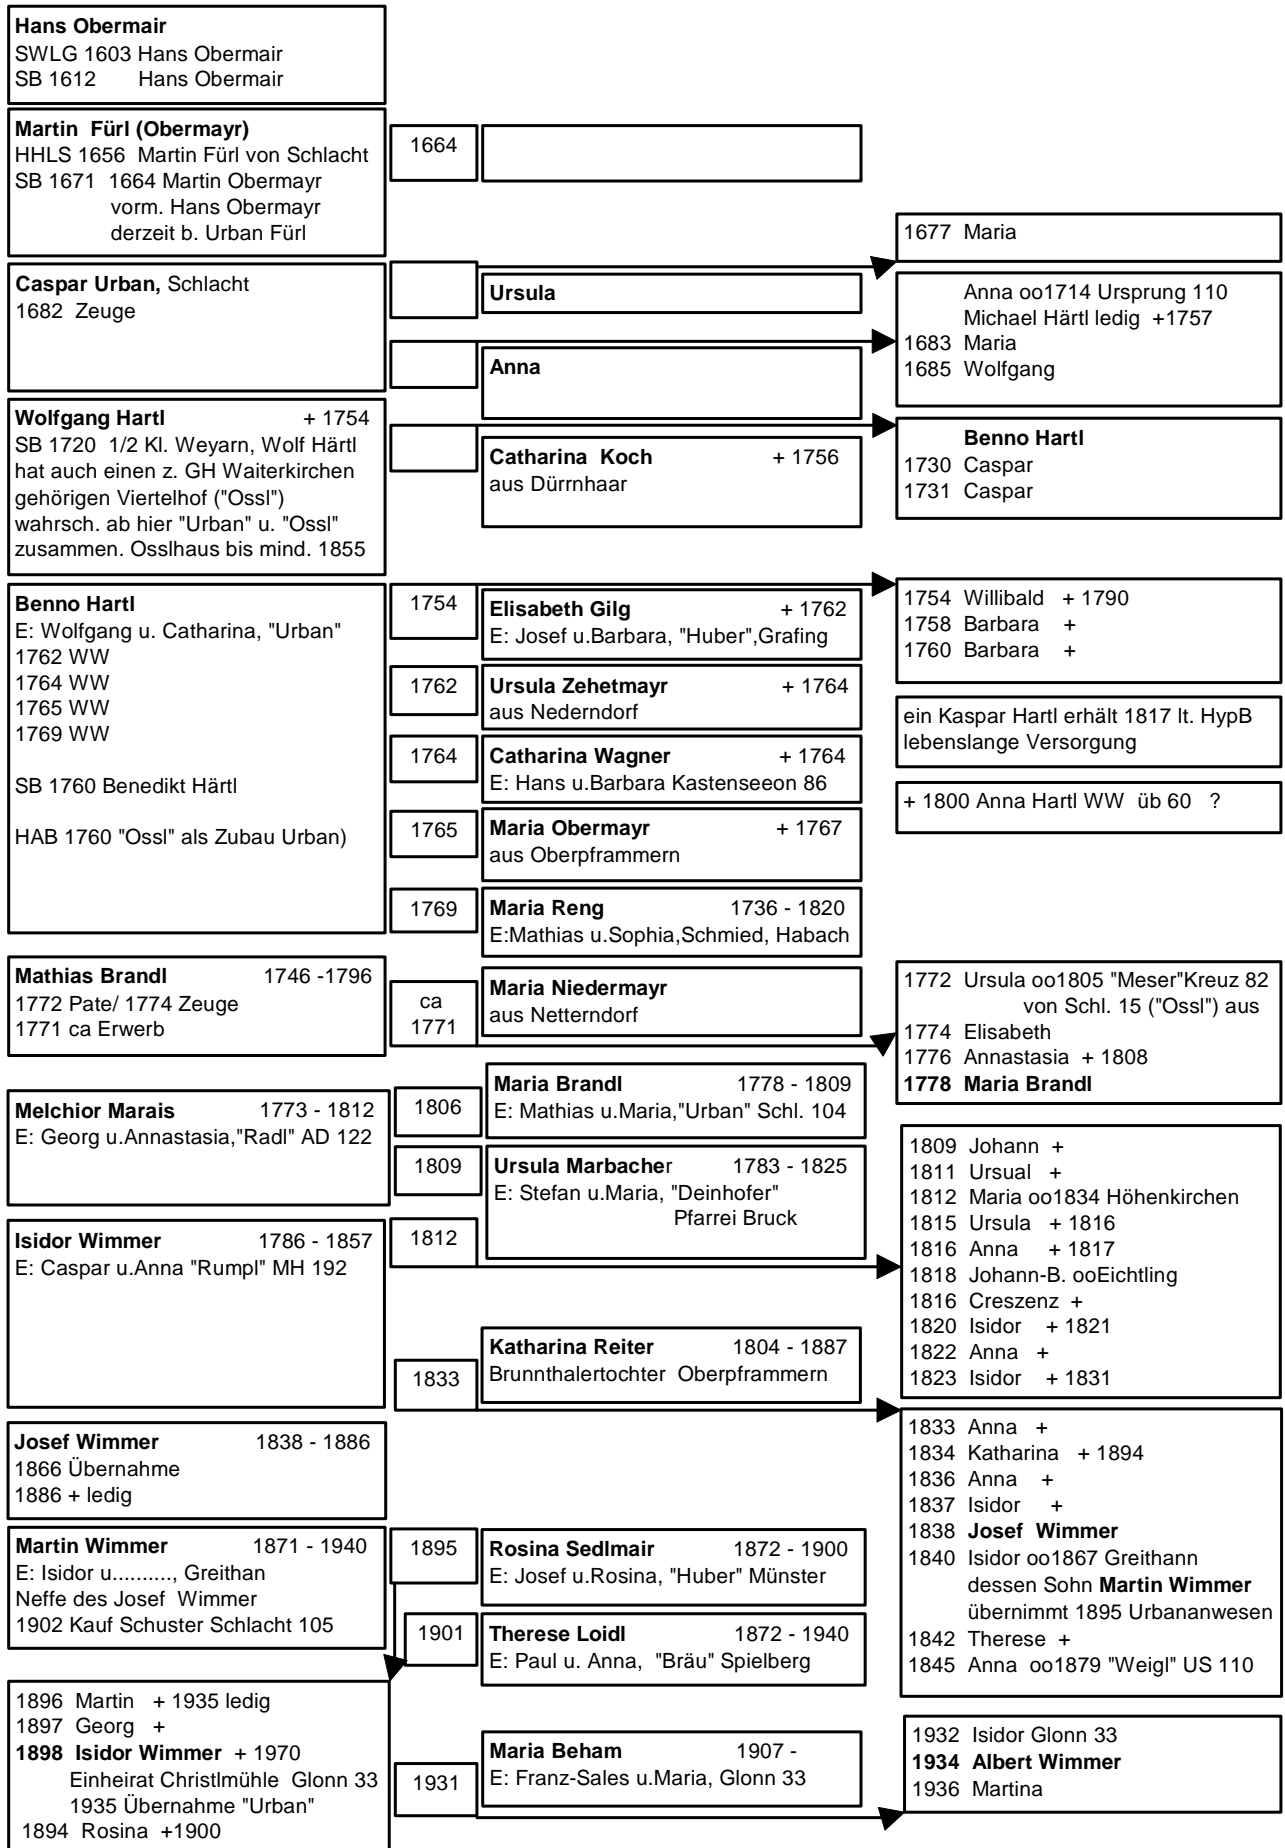 Hans Obermair
SWLG 1603 Hans Obermair
SB 1612 Hans Obermair
Martin Fürl (Obermayr)
HHLS 1656 Martin Fürl von Schlacht
SB 1671 1664 Martin Obermayr
vorm. Hans Obermayr
derzeit b. Urban Fürl
1664
1677 Maria
Caspar Urban, Schlacht
1682 Zeuge
Ursula
Anna
Anna oo1714 Ursprung 110
Michael Härtl ledig +1757
1683 Maria
1685 Wolfgang
Wolfgang Hartl + 1754
SB 1720 1/2 Kl. Weyarn, Wolf Härtl
hat auch einen z. GH Waiterkirchen
gehörigen Viertelhof ("Ossl")
wahrsch. ab hier "Urban" u. "Ossl"
zusammen. Osslhaus bis mind. 1855
Catharina Koch + 1756
aus Dürrnhaar
Benno Hartl
1730 Caspar
1731 Caspar
Benno Hartl
E: Wolfgang u. Catharina, "Urban"
1762 WW
1764 WW
1765 WW
1769 WW
SB 1760 Benedikt Härtl
HAB 1760 "Ossl" als Zubau Urban)
1754
Elisabeth Gilg + 1762
E: Josef u.Barbara, "Huber",Grafing
1762
Ursula Zehetmayr + 1764
aus Nederndorf
1764
Catharina Wagner + 1764
E: Hans u.Barbara Kastenseeon 86
1765
Maria Obermayr + 1767
aus Oberpframmern
1769
Maria Reng 1736 - 1820
E:Mathias u.Sophia,Schmied, Habach
1754 Willibald + 1790
1758 Barbara +
1760 Barbara +
ein Kaspar Hartl erhält 1817 lt. HypB
lebenslange Versorgung
+ 1800 Anna Hartl WW üb 60 ?
Mathias Brandl 1746 -1796
1772 Pate/ 1774 Zeuge
1771 ca Erwerb
ca
1771
Maria Niedermayr
aus Netterndorf
1772 Ursula oo1805 "Meser"Kreuz 82
von Schl. 15 ("Ossl") aus
1774 Elisabeth
1776 Annastasia + 1808
1778 Maria Brandl
Melchior Marais 1773 - 1812
E: Georg u.Annastasia,"Radl" AD 122
1806
Maria Brandl 1778 - 1809
E: Mathias u.Maria,"Urban" Schl. 104
1809
Ursula Marbacher 1783 - 1825
E: Stefan u.Maria, "Deinhofer"
Pfarrei Bruck
Isidor Wimmer 1786 - 1857
E: Caspar u.Anna "Rumpl" MH 192
1812
1809 Johann +
1811 Ursual +
1812 Maria oo1834 Höhenkirchen
1815 Ursula + 1816
1816 Anna + 1817
1818 Johann-B. ooEichtling
1816 Creszenz +
1820 Isidor + 1821
1822 Anna +
1823 Isidor + 1831
1833
Katharina Reiter 1804 - 1887
Brunnthalertochter Oberpframmern
Josef Wimmer 1838 - 1886
1866 Übernahme
1886 + ledig
1833 Anna +
1834 Katharina + 1894
1836 Anna +
1837 Isidor +
1838 Josef Wimmer
1840 Isidor oo1867 Greithann
dessen Sohn Martin Wimmer
übernimmt 1895 Urbananwesen
1842 Therese +
1845 Anna oo1879 "Weigl" US 110
Martin Wimmer 1871 - 1940
E: Isidor u.........., Greithan
Neffe des Josef Wimmer
1902 Kauf Schuster Schlacht 105
1895
Rosina Sedlmair 1872 - 1900
E: Josef u.Rosina, "Huber" Münster
1901
Therese Loidl 1872 - 1940
E: Paul u. Anna, "Bräu" Spielberg
1896 Martin + 1935 ledig
1897 Georg +
1898 Isidor Wimmer + 1970
Einheirat Christlmühle Glonn 33
1935 Übernahme "Urban"
1894 Rosina +1900
1931
Maria Beham 1907 -
E: Franz-Sales u.Maria, Glonn 33
1932 Isidor Glonn 33
1934 Albert Wimmer
1936 Martina